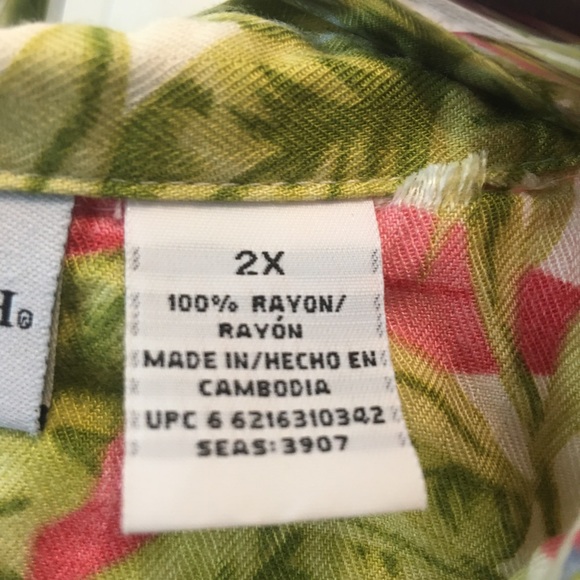 H®
2X
100% RAYON/
RAYÓN
MADE IN/HECHO EN
CAMBODIA
UPC 6 6216310342
SEAS: 3907